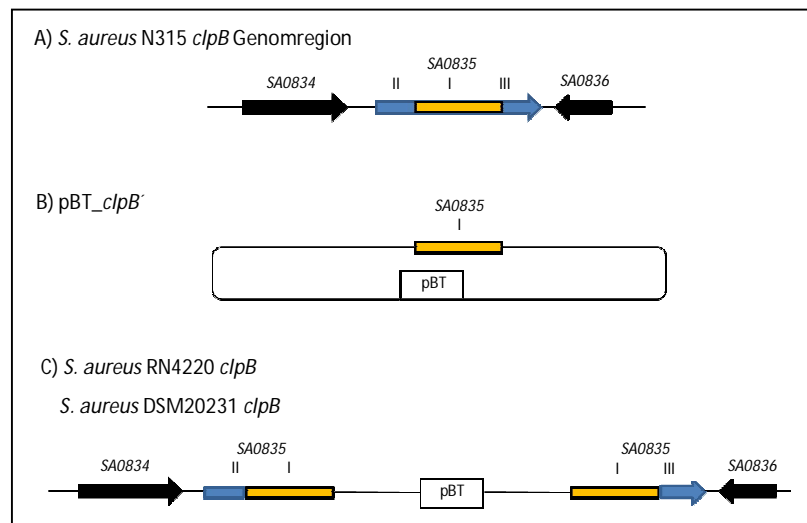 A) S. aureus N315 clpB Genomregion
SA0835
SA0834 II I III SA0836
B) pBT_clpB´
SA0835
I
pBT
C) S. aureus RN4220 clpB
S. aureus DSM20231 clpB
SA0835 SA0835
SA0834 II I I III SA0836
pBT